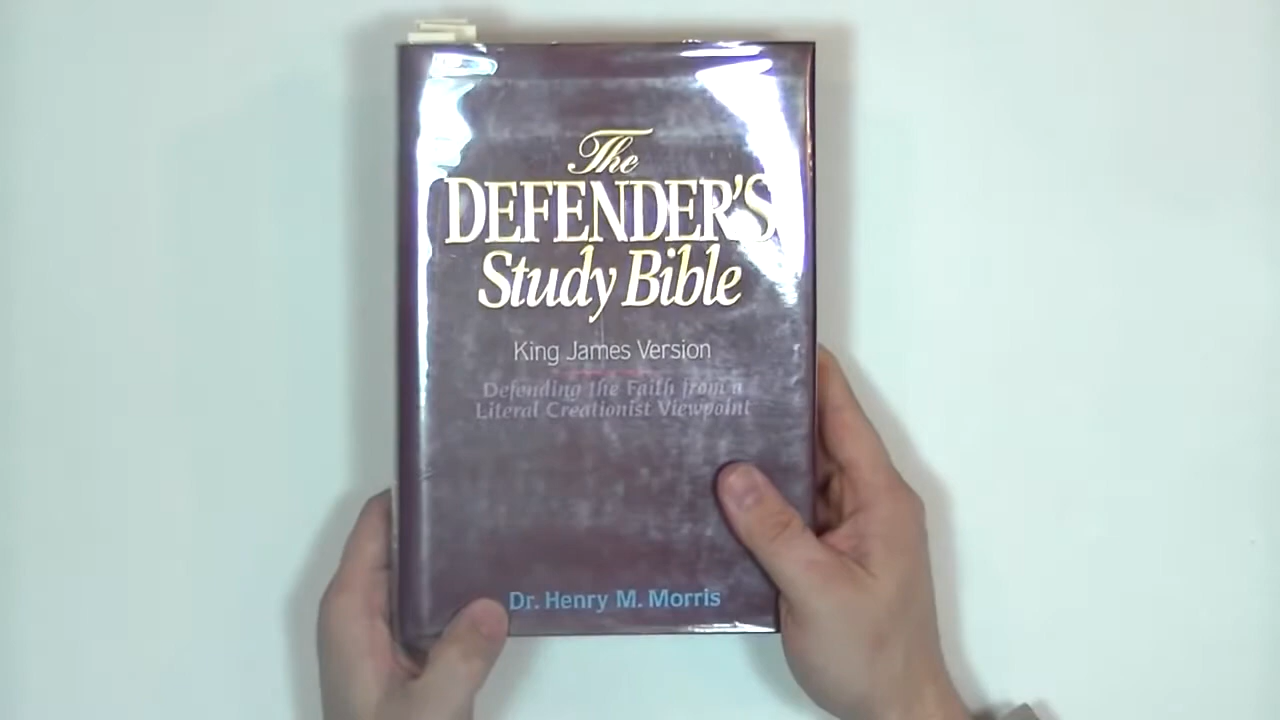 The
DEFENDER'S
Study Bible
King James Version
Defending the Faith from a
Literal Creationist Viewpoint
Dr. Henry M. Morris